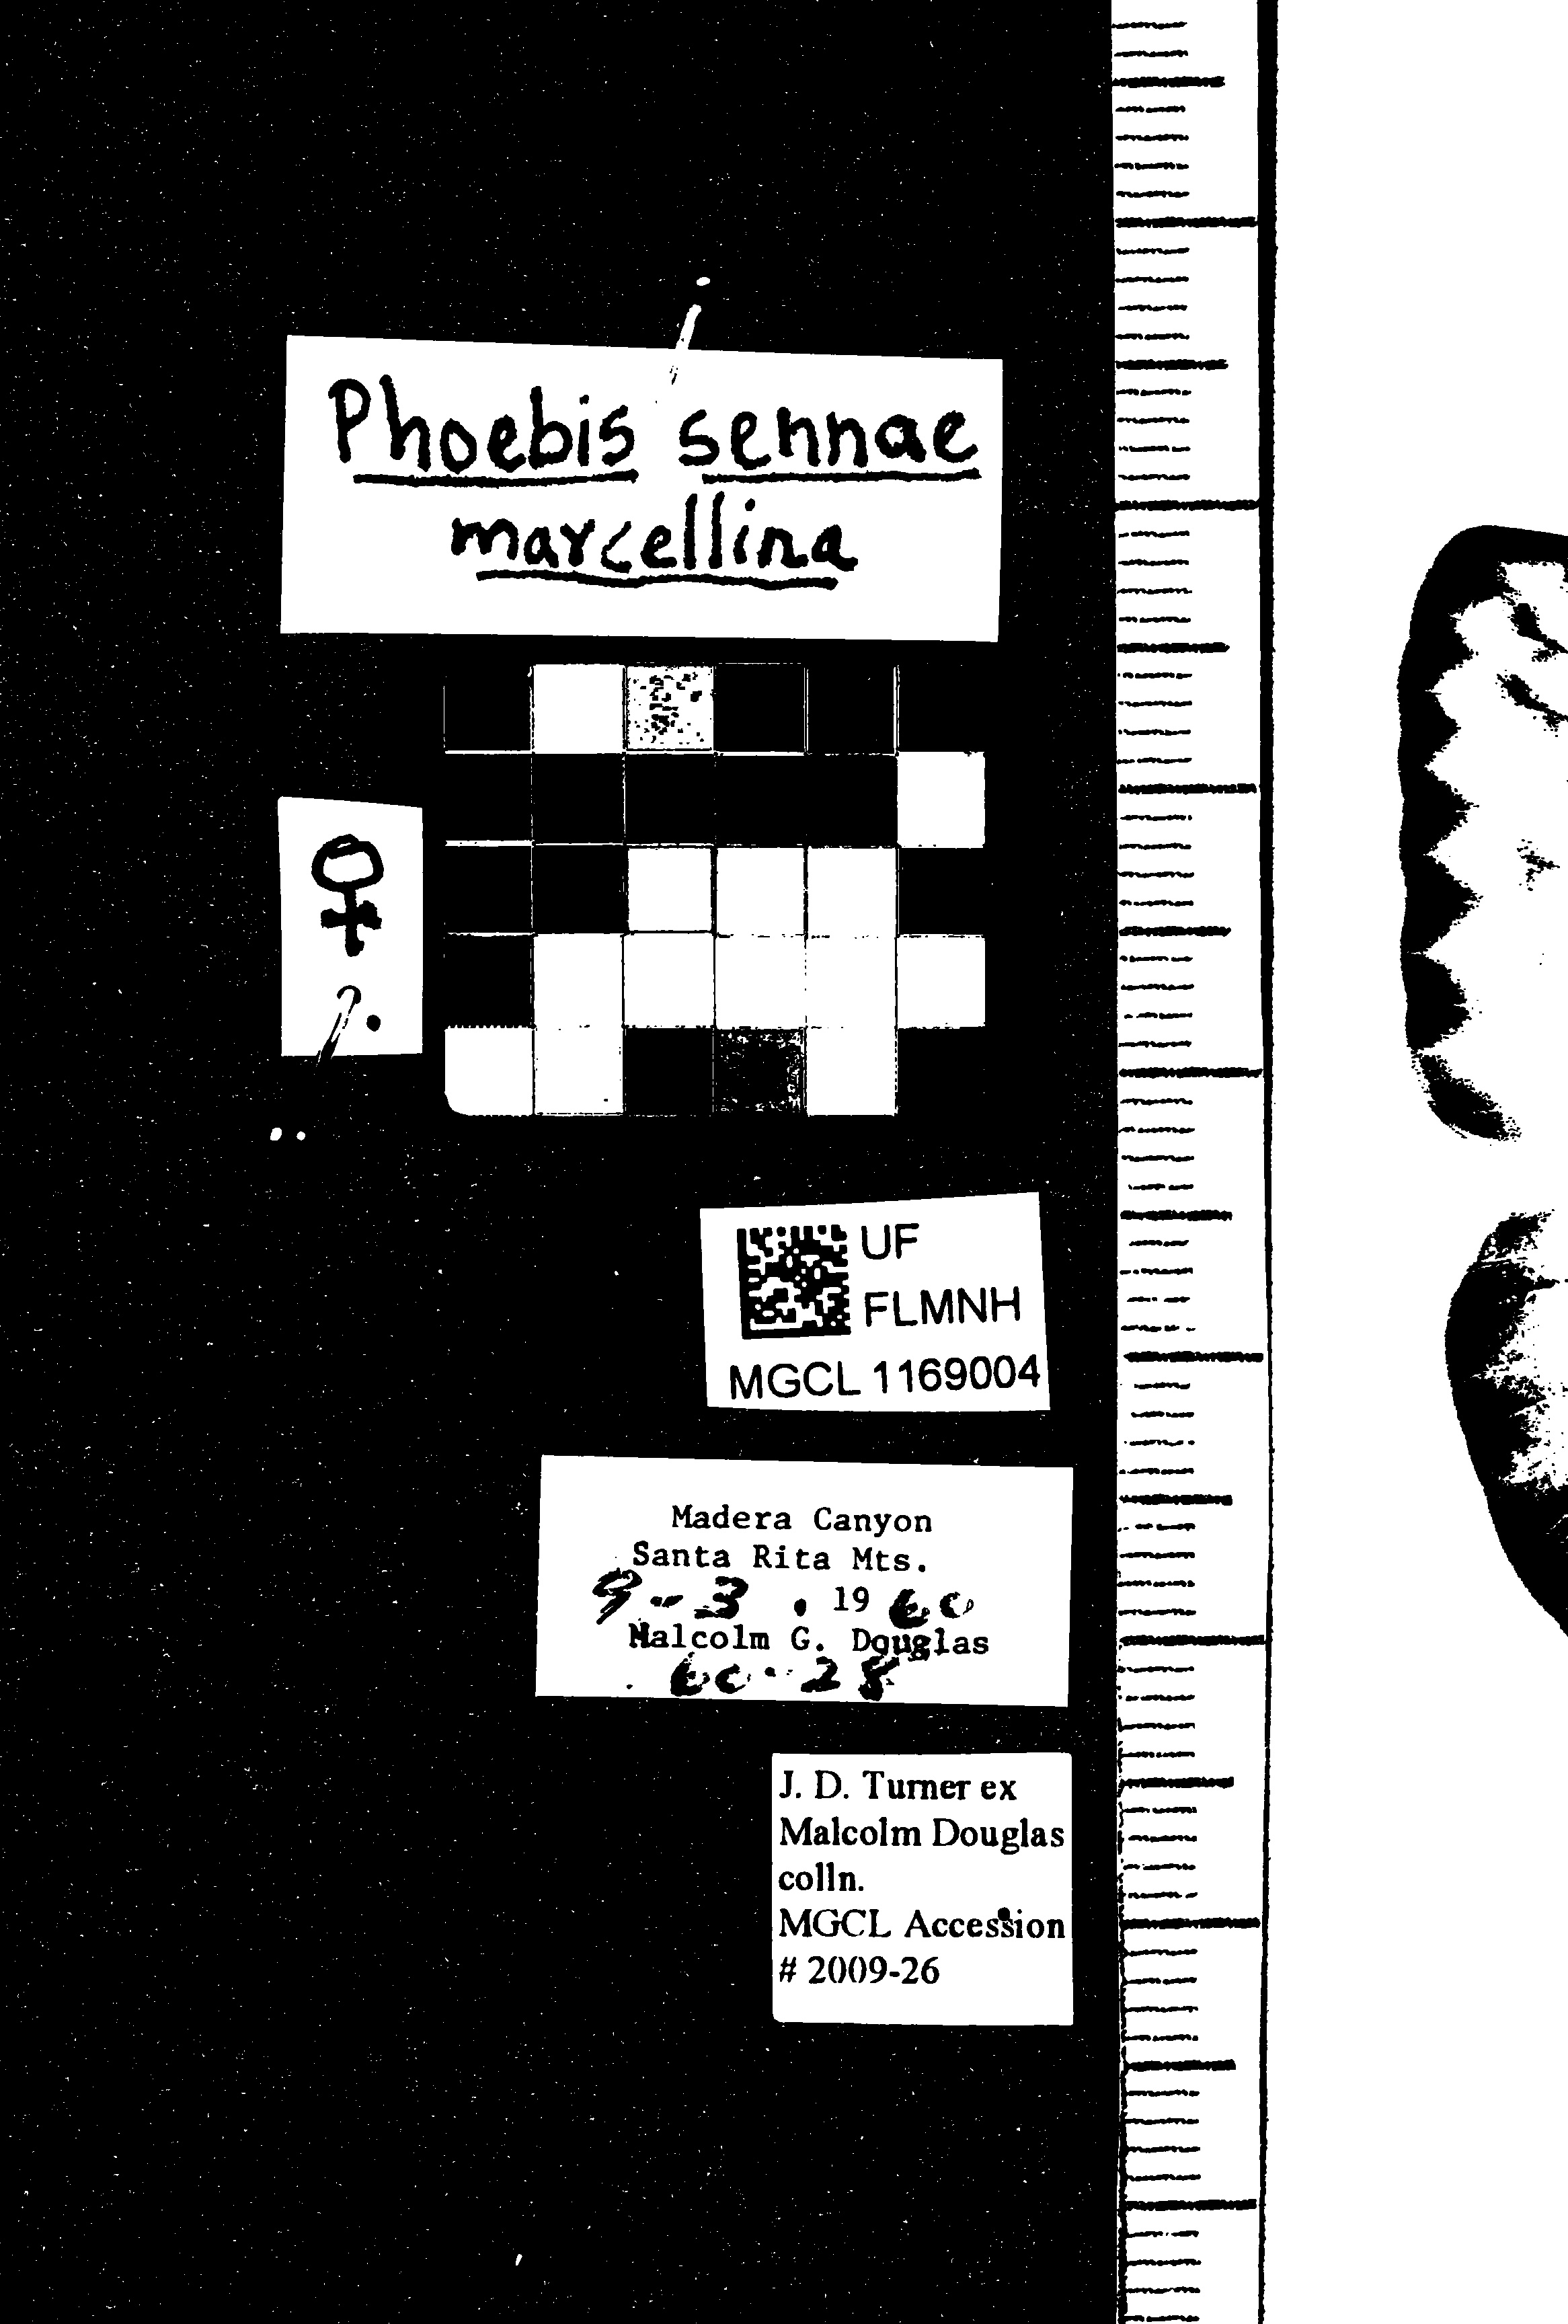 Phoebis sennae
marcellina
♀
UF
FLMNH
MGCL 1169004
Madera Canyon
Santa Rita Mts.
9-3 . 1960
Malcolm G. Douglas
60.28
J. D. Turner ex
Malcolm Douglas
colln.
MGCL Accession
# 2009-26